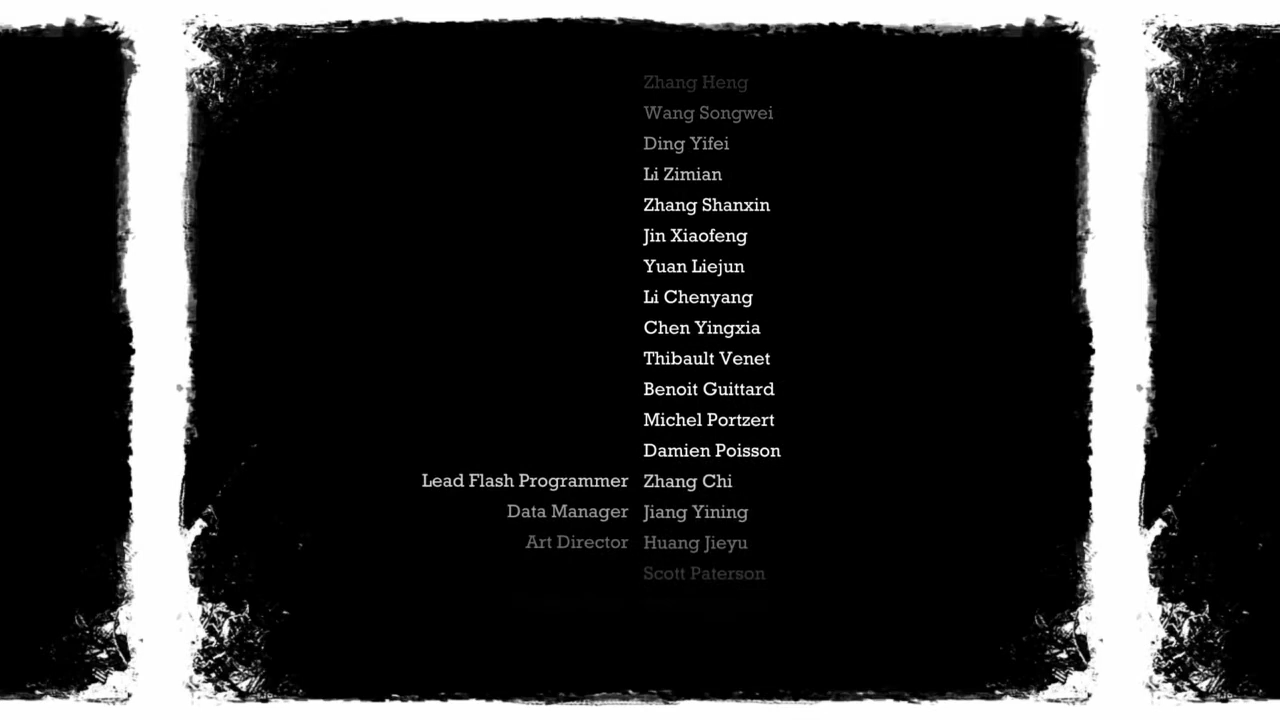 Zhang Heng
Wang Songwei
Ding Yifei
Li Zimian
Zhang Shanxin
Jin Xiaofeng
Yuan Liejun
Li Chenyang
Chen Yingxia
Thibault Venet
Benoit Guittard
Michel Portzert
Damien Poisson
Lead Flash Programmer Zhang Chi
Data Manager Jiang Yining
Art Director Huang Jieyu
Scott Paterson